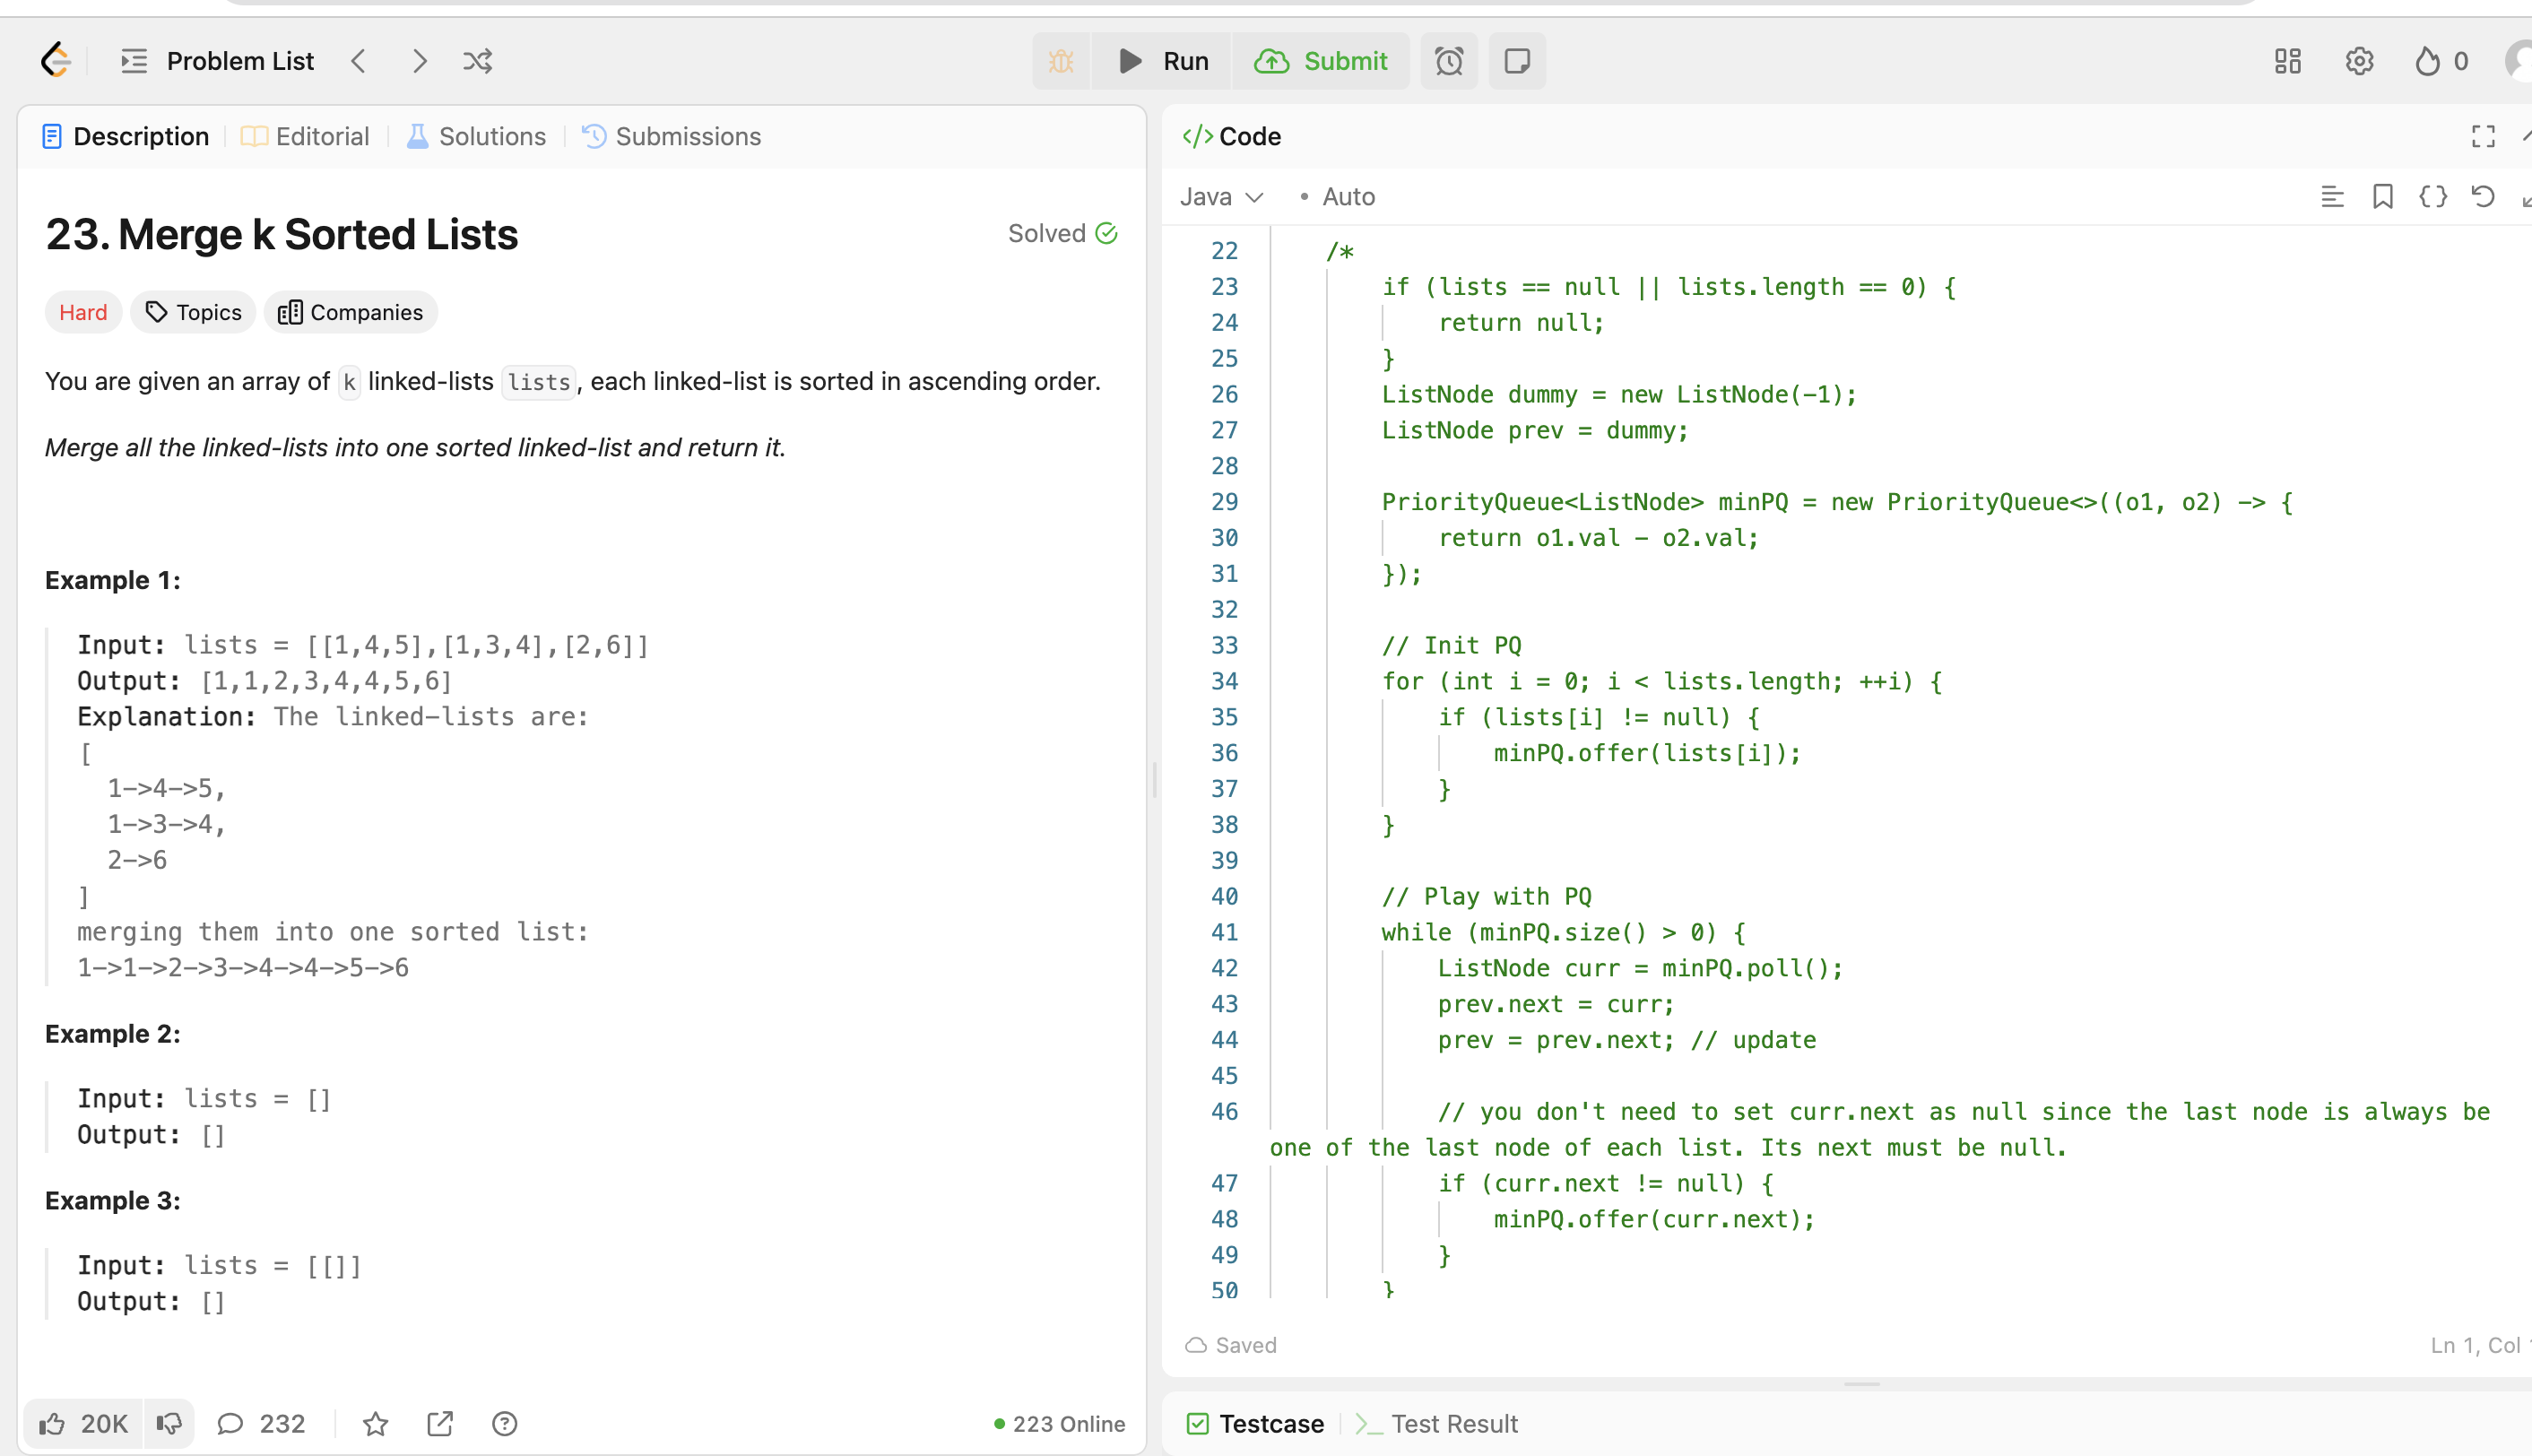 Problem List
Run
Submit
0
Description
Editorial
Solutions
Submissions
23. Merge k Sorted Lists
Solved
Hard
Topics
Companies
You are given an array of k linked-lists lists, each linked-list is sorted in ascending order.
Merge all the linked-lists into one sorted linked-list and return it.
Example 1:
Input: lists = [[1,4,5],[1,3,4],[2,6]]
Output: [1,1,2,3,4,4,5,6]
Explanation: The linked-lists are:
[
  1->4->5,
  1->3->4,
  2->6
]
merging them into one sorted list:
1->1->2->3->4->4->5->6
Example 2:
Input: lists = []
Output: []
Example 3:
Input: lists = [[]]
Output: []
20K
232
223 Online
</> Code
Java
• Auto
22 /*
23 if (lists == null || lists.length == 0) {
24 return null;
25 }
26 ListNode dummy = new ListNode(-1);
27 ListNode prev = dummy;
28
29 PriorityQueue<ListNode> minPQ = new PriorityQueue<>((o1, o2) -> {
30 return o1.val - o2.val;
31 });
32
33 // Init PQ
34 for (int i = 0; i < lists.length; ++i) {
35 if (lists[i] != null) {
36 minPQ.offer(lists[i]);
37 }
38 }
39
40 // Play with PQ
41 while (minPQ.size() > 0) {
42 ListNode curr = minPQ.poll();
43 prev.next = curr;
44 prev = prev.next; // update
45
46 // you don't need to set curr.next as null since the last node is always be
one of the last node of each list. Its next must be null.
47 if (curr.next != null) {
48 minPQ.offer(curr.next);
49 }
50 }
Saved
Ln 1, Col
Testcase
Test Result